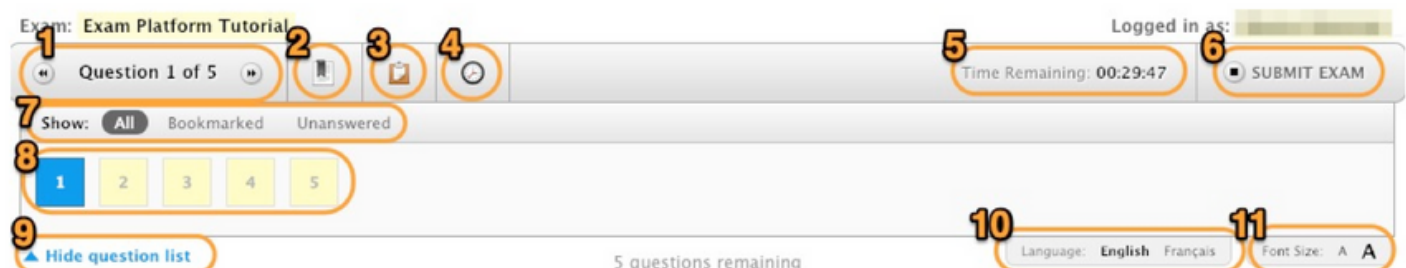 Exam: Exam Platform Tutorial Logged in as:
1 2 3 4 5 6
Question 1 of 5 Time Remaining: 00:29:47 SUBMIT EXAM
7 Show: All Bookmarked Unanswered
8
1 2 3 4 5
9 10 11
Hide question list 5 questions remaining Language: English Français Font Size: A A